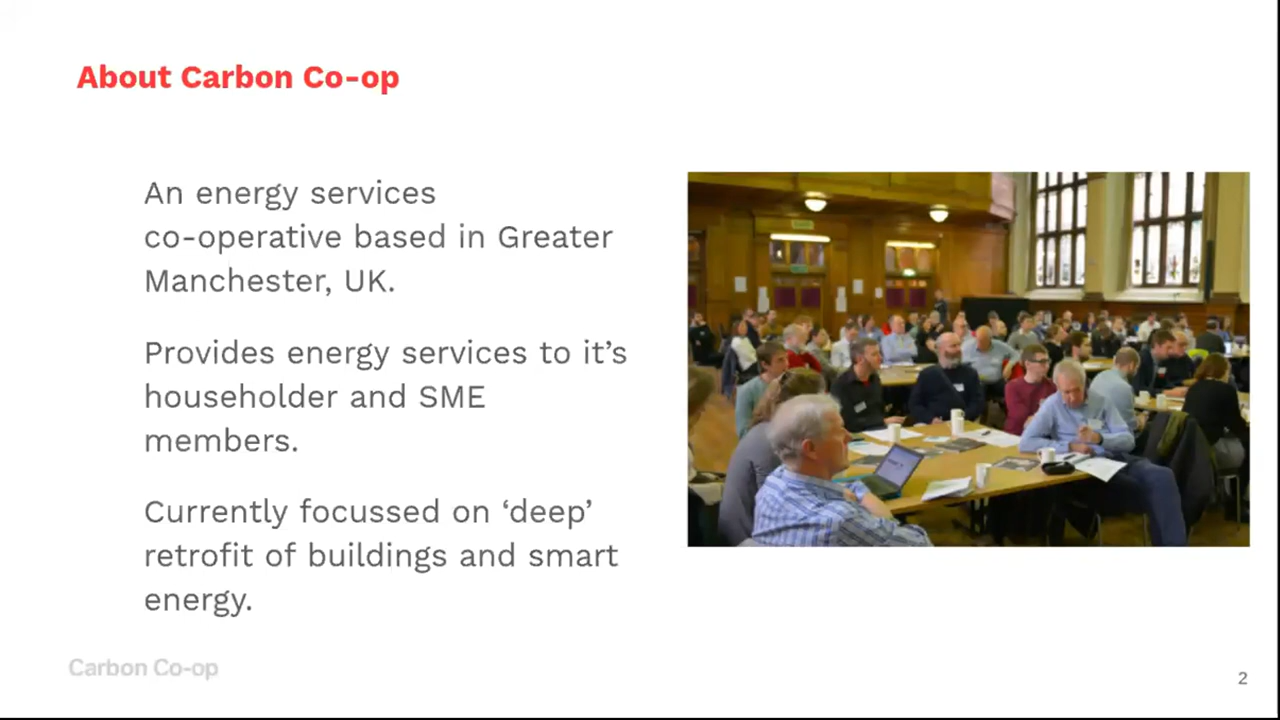 About Carbon Co-op
An energy services
co-operative based in Greater
Manchester, UK.
Provides energy services to it’s
householder and SME
members.
Currently focussed on ‘deep’
retrofit of buildings and smart
energy.
Carbon Co-op
2